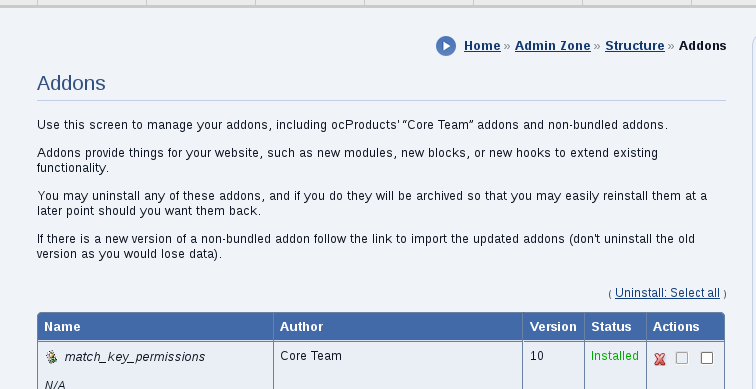 Home » Admin Zone » Structure » Addons
Addons
Use this screen to manage your addons, including ocProducts' “Core Team” addons and non-bundled addons.
Addons provide things for your website, such as new modules, new blocks, or new hooks to extend existing
functionality.
You may uninstall any of these addons, and if you do they will be archived so that you may easily reinstall them at a
later point should you want them back.
If there is a new version of a non-bundled addon follow the link to import the updated addons (don't uninstall the old
version as you would lose data).
( Uninstall: Select all )
Name Author Version Status Actions
match_key_permissions Core Team 10 Installed
N/A